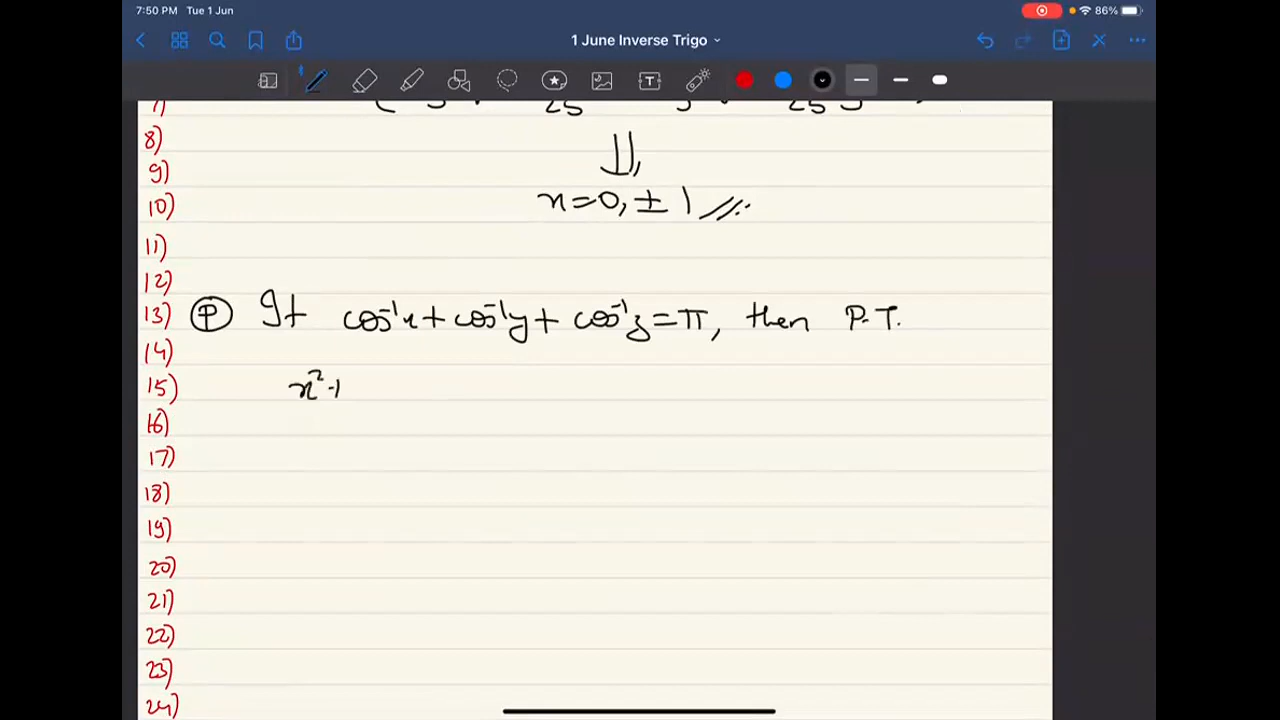 7:50 PM Tue 1 Jun 86%
1 June Inverse Trigo
8)
9)
10) x=0, ± 1
11)
12)
13) P If cos⁻¹x + cos⁻¹y + cos⁻¹z = π, then P.T.
14)
15) x² +
16)
17)
18)
19)
20)
21)
22)
23)
24)